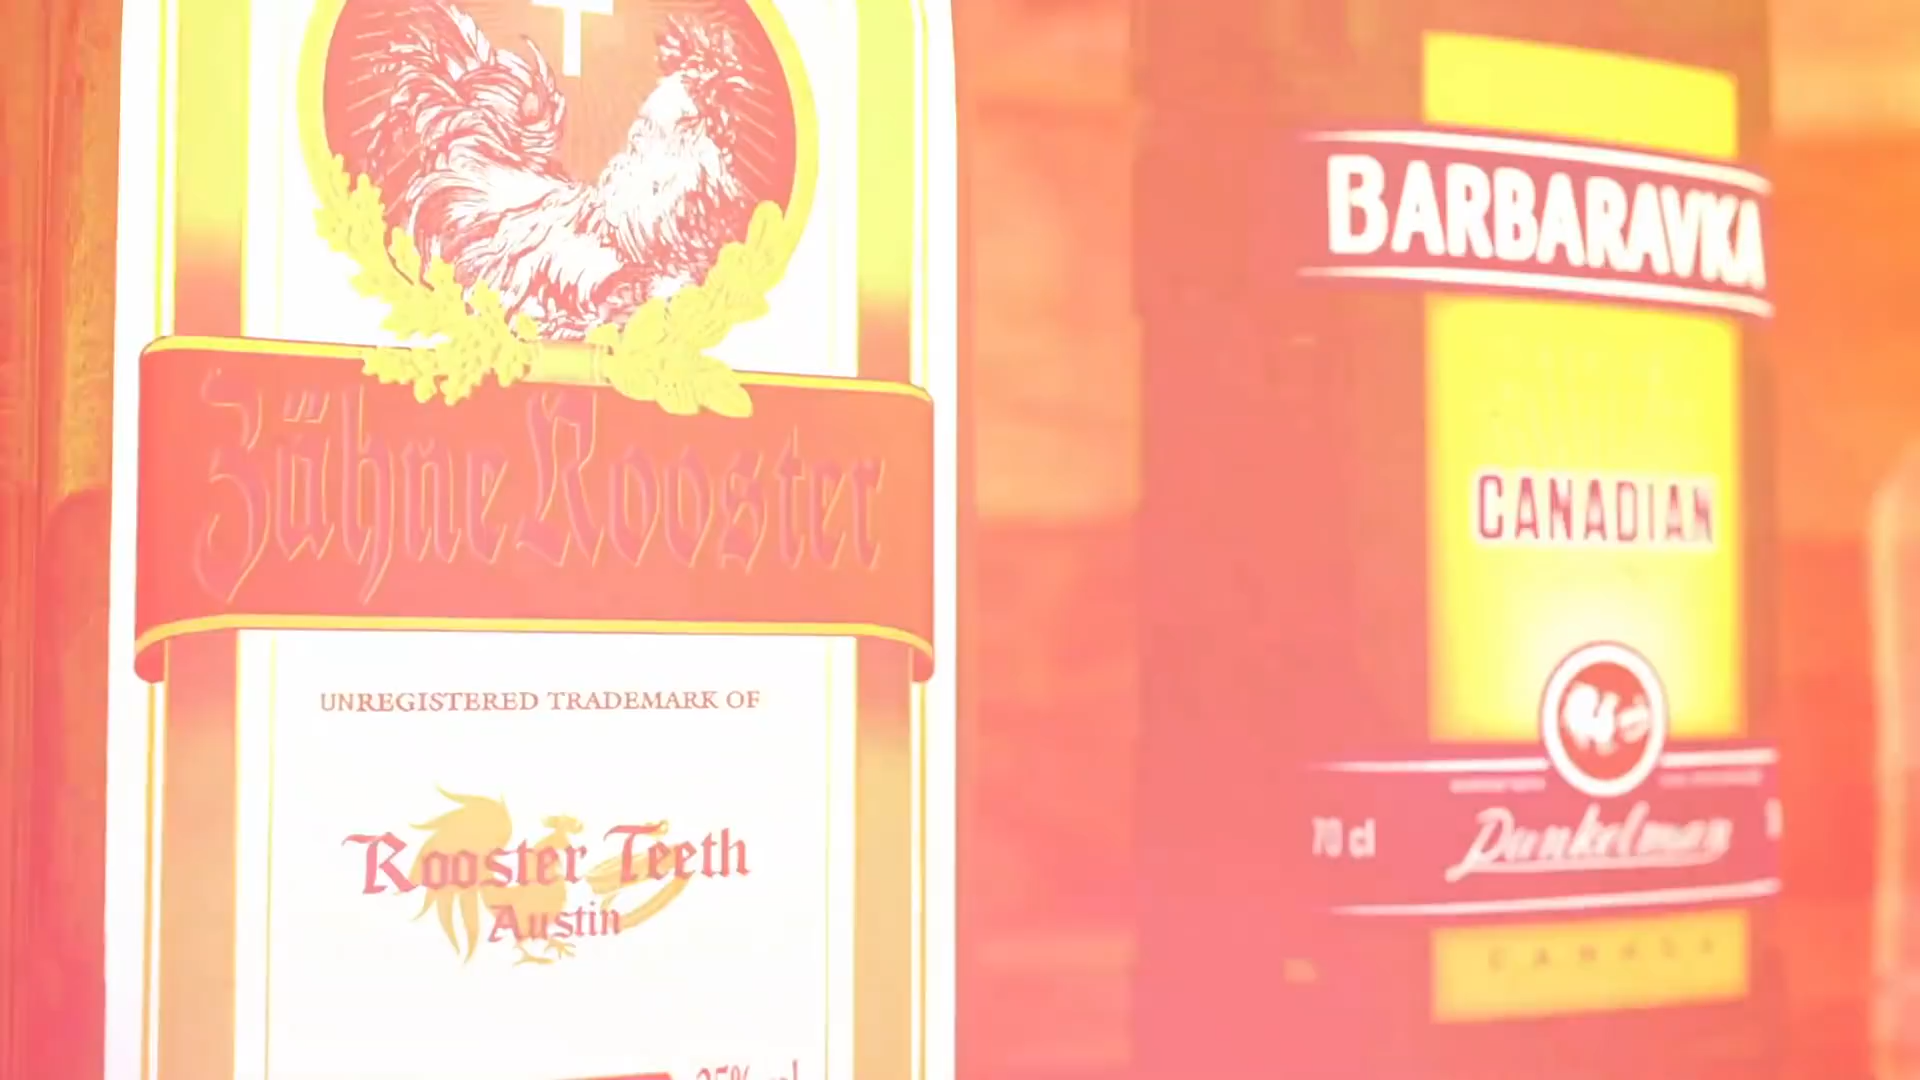 Zähne Rooster
UNREGISTERED TRADEMARK OF
Rooster Teeth
Austin
BARBARAVKA
CANADIAN
70 cl
Dunkelman